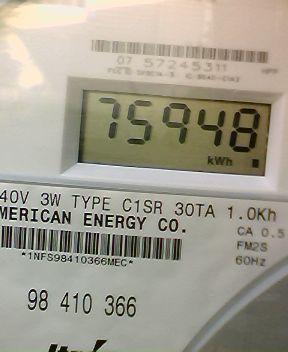 07 57245311
75948
kWh
40V 3W TYPE C1SR 30TA 1.0Kh
MERICAN ENERGY CO.
CA 0.5
FM2S
60Hz
*1NFS98410366MEC*
98 410 366